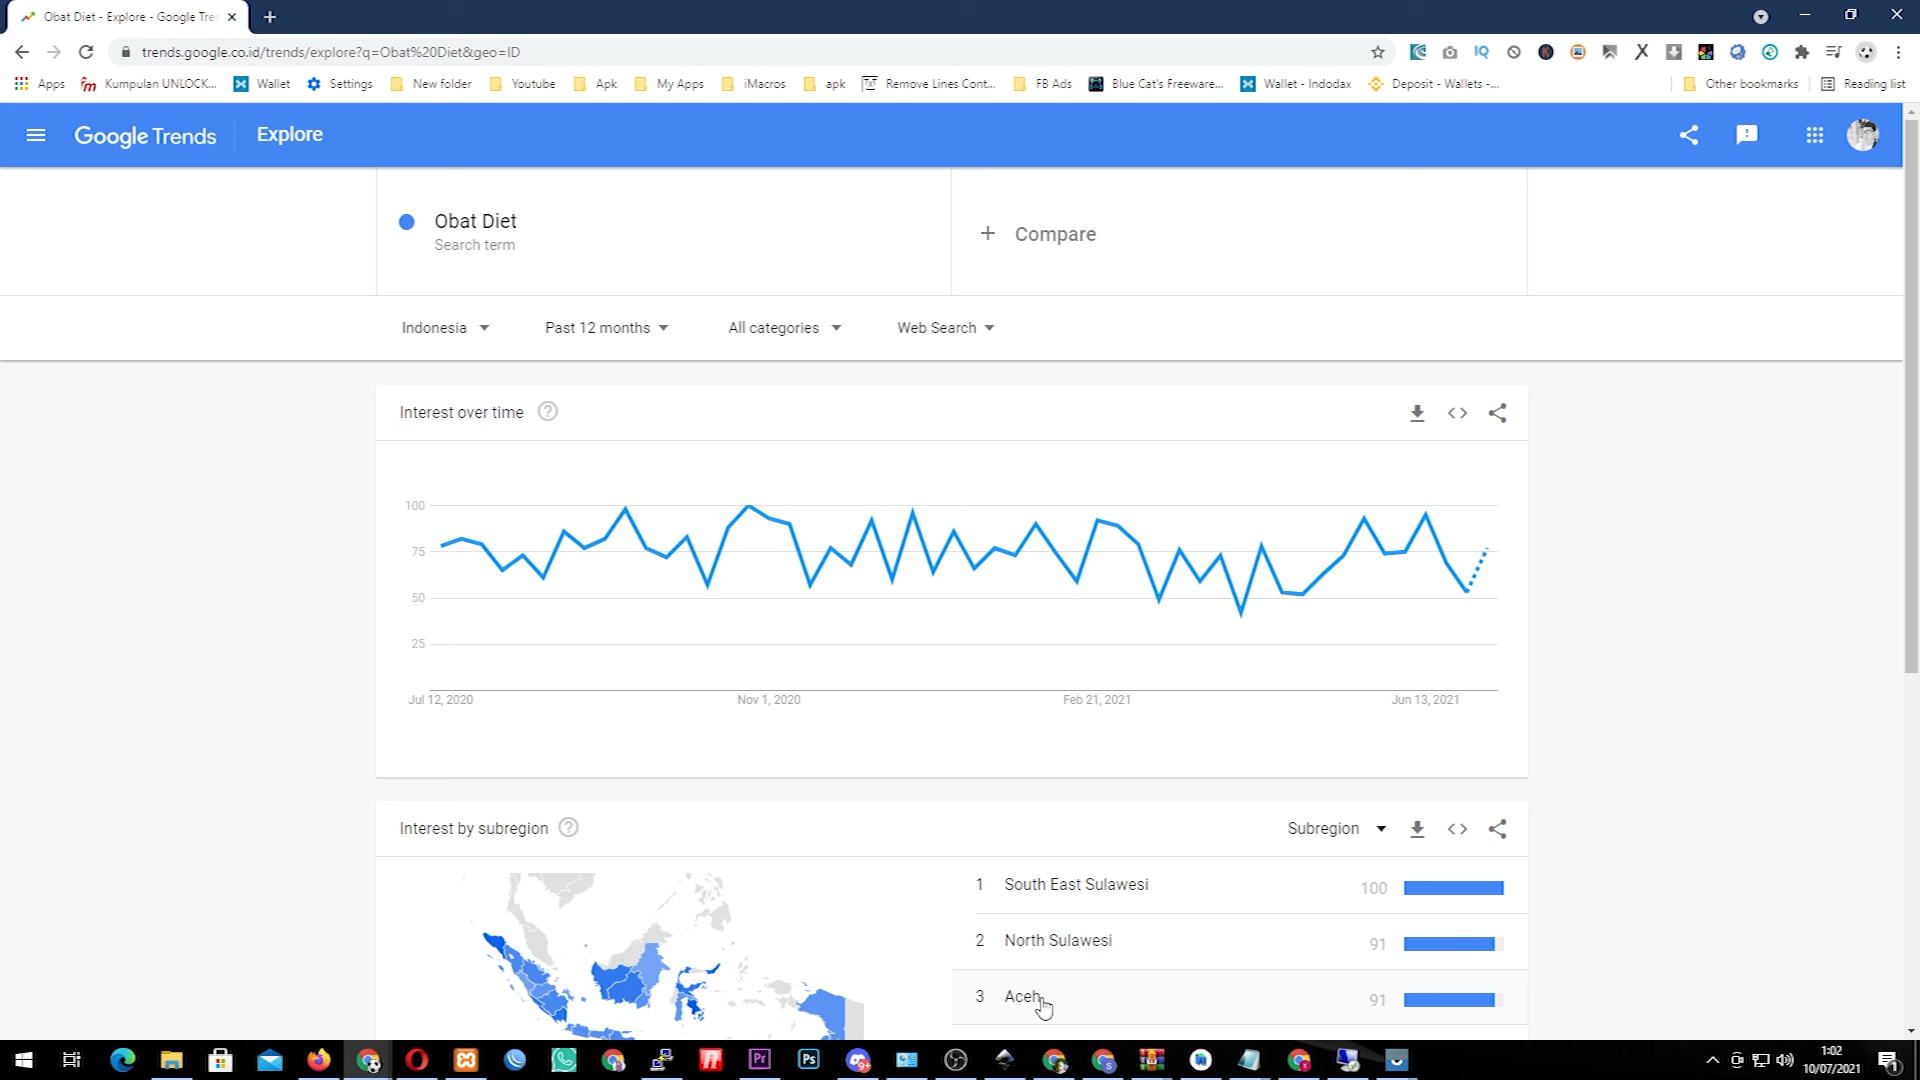 Obat Diet - Explore - Google Tre
trends.google.co.id/trends/explore?q=Obat%20Diet&geo=ID
Apps Kumpulan UNLOCK... Wallet Settings New folder Youtube Apk My Apps iMacros apk Remove Lines Cont... FB Ads Blue Cat's Freeware... Wallet - Indodax Deposit - Wallets -... Other bookmarks Reading list
Google Trends Explore
Obat Diet
Search term
+ Compare
Indonesia Past 12 months All categories Web Search
Interest over time
100
75
50
25
Jul 12, 2020 Nov 1, 2020 Feb 21, 2021 Jun 13, 2021
Interest by subregion Subregion
1 South East Sulawesi 100
2 North Sulawesi 91
3 Aceh 91
1:02
10/07/2021